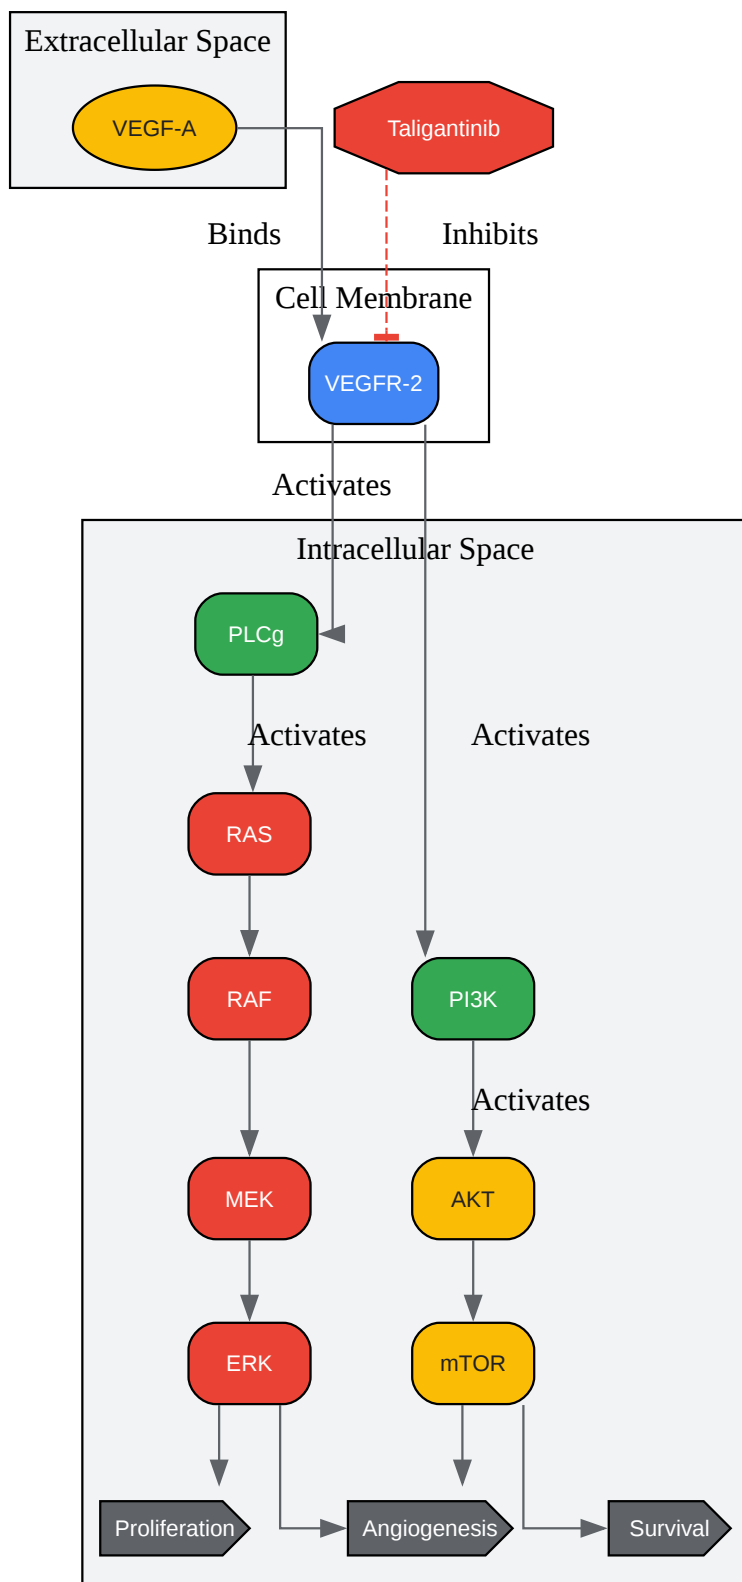 Extracellular Space
VEGF-A
Taligantinib
Binds
Inhibits
Cell Membrane
VEGFR-2
Activates
Intracellular Space
PLCg
Activates
Activates
RAS
RAF
PI3K
Activates
MEK
AKT
ERK
mTOR
Proliferation
Angiogenesis
Survival